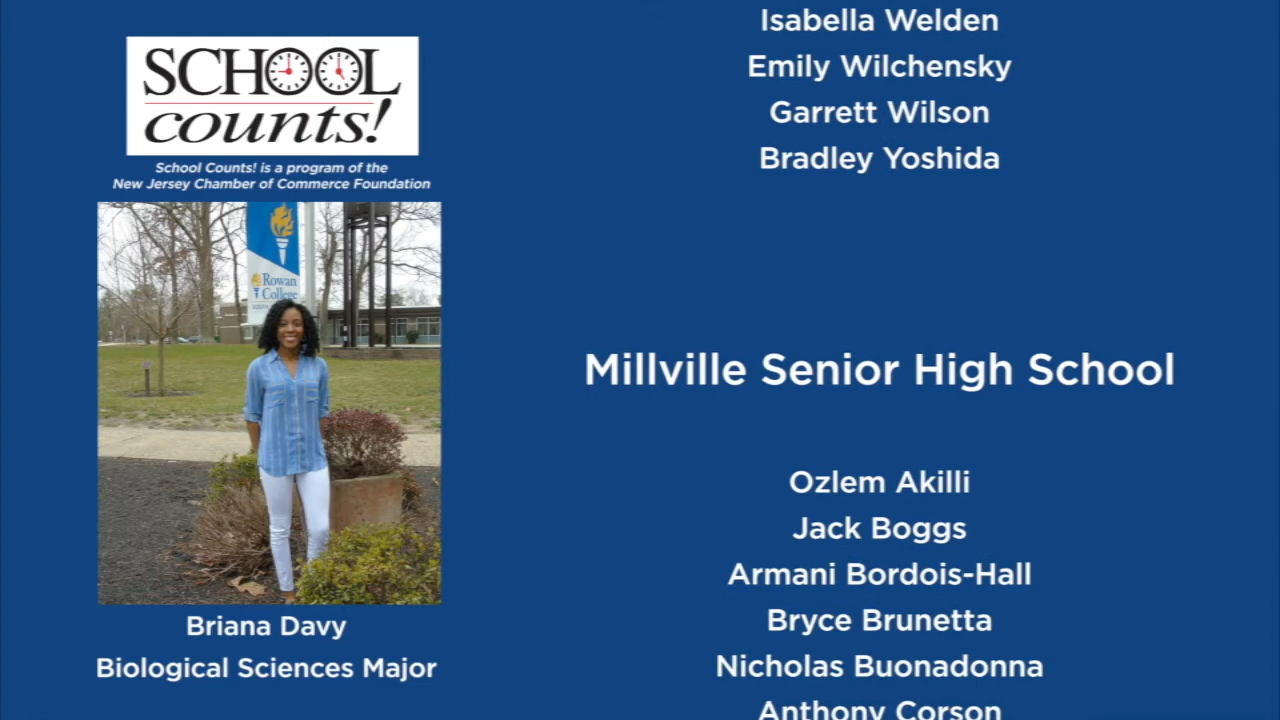 SCHOOL
counts!
School Counts! is a program of the
New Jersey Chamber of Commerce Foundation
Rowan
College
Briana Davy
Biological Sciences Major
Isabella Welden
Emily Wilchensky
Garrett Wilson
Bradley Yoshida
Millville Senior High School
Ozlem Akilli
Jack Boggs
Armani Bordois-Hall
Bryce Brunetta
Nicholas Buonadonna
Anthony Corson